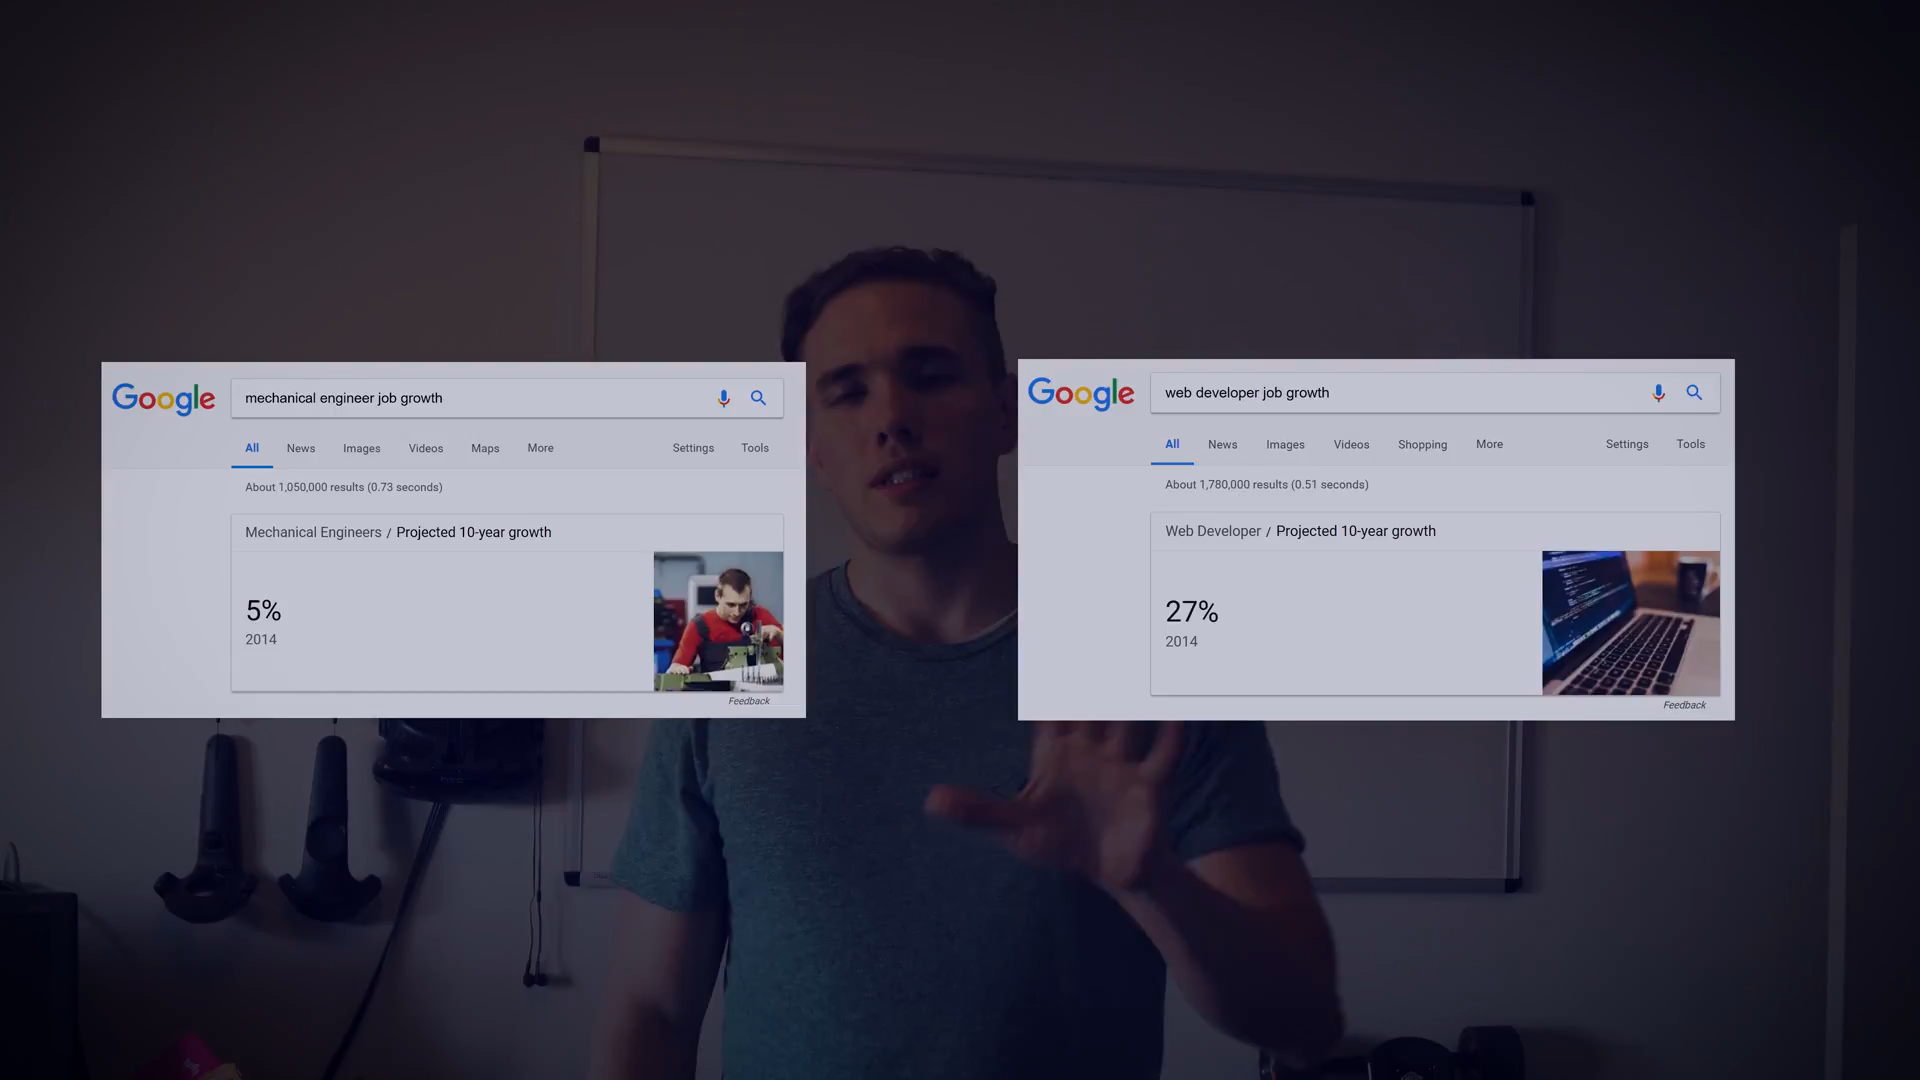 Google
mechanical engineer job growth
All News Images Videos Maps More Settings Tools
About 1,050,000 results (0.73 seconds)
Mechanical Engineers / Projected 10-year growth
5%
2014
Feedback
Google
web developer job growth
All News Images Videos Shopping More Settings Tools
About 1,780,000 results (0.51 seconds)
Web Developer / Projected 10-year growth
27%
2014
Feedback